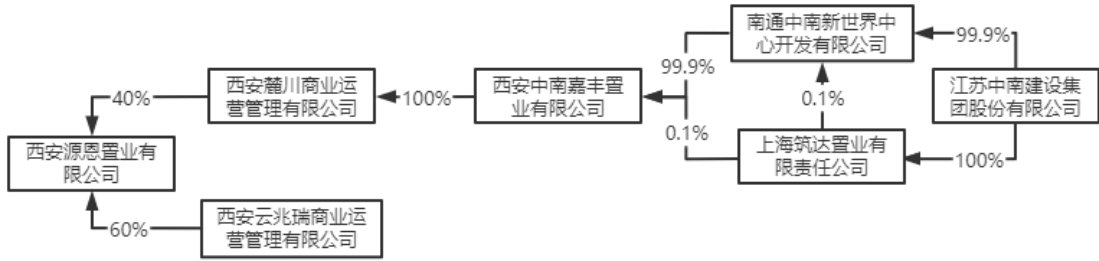 南通中南新世界中
心开发有限公司
99.9%
99.9%
西安麓川商业运
营管理有限公司
西安中南嘉丰置
业有限公司
江苏中南建设集
团股份有限公司
40%
100%
0.1%
0.1%
西安源恩置业有
限公司
上海筑达置业有
限责任公司
100%
西安云兆瑞商业运
营管理有限公司
60%